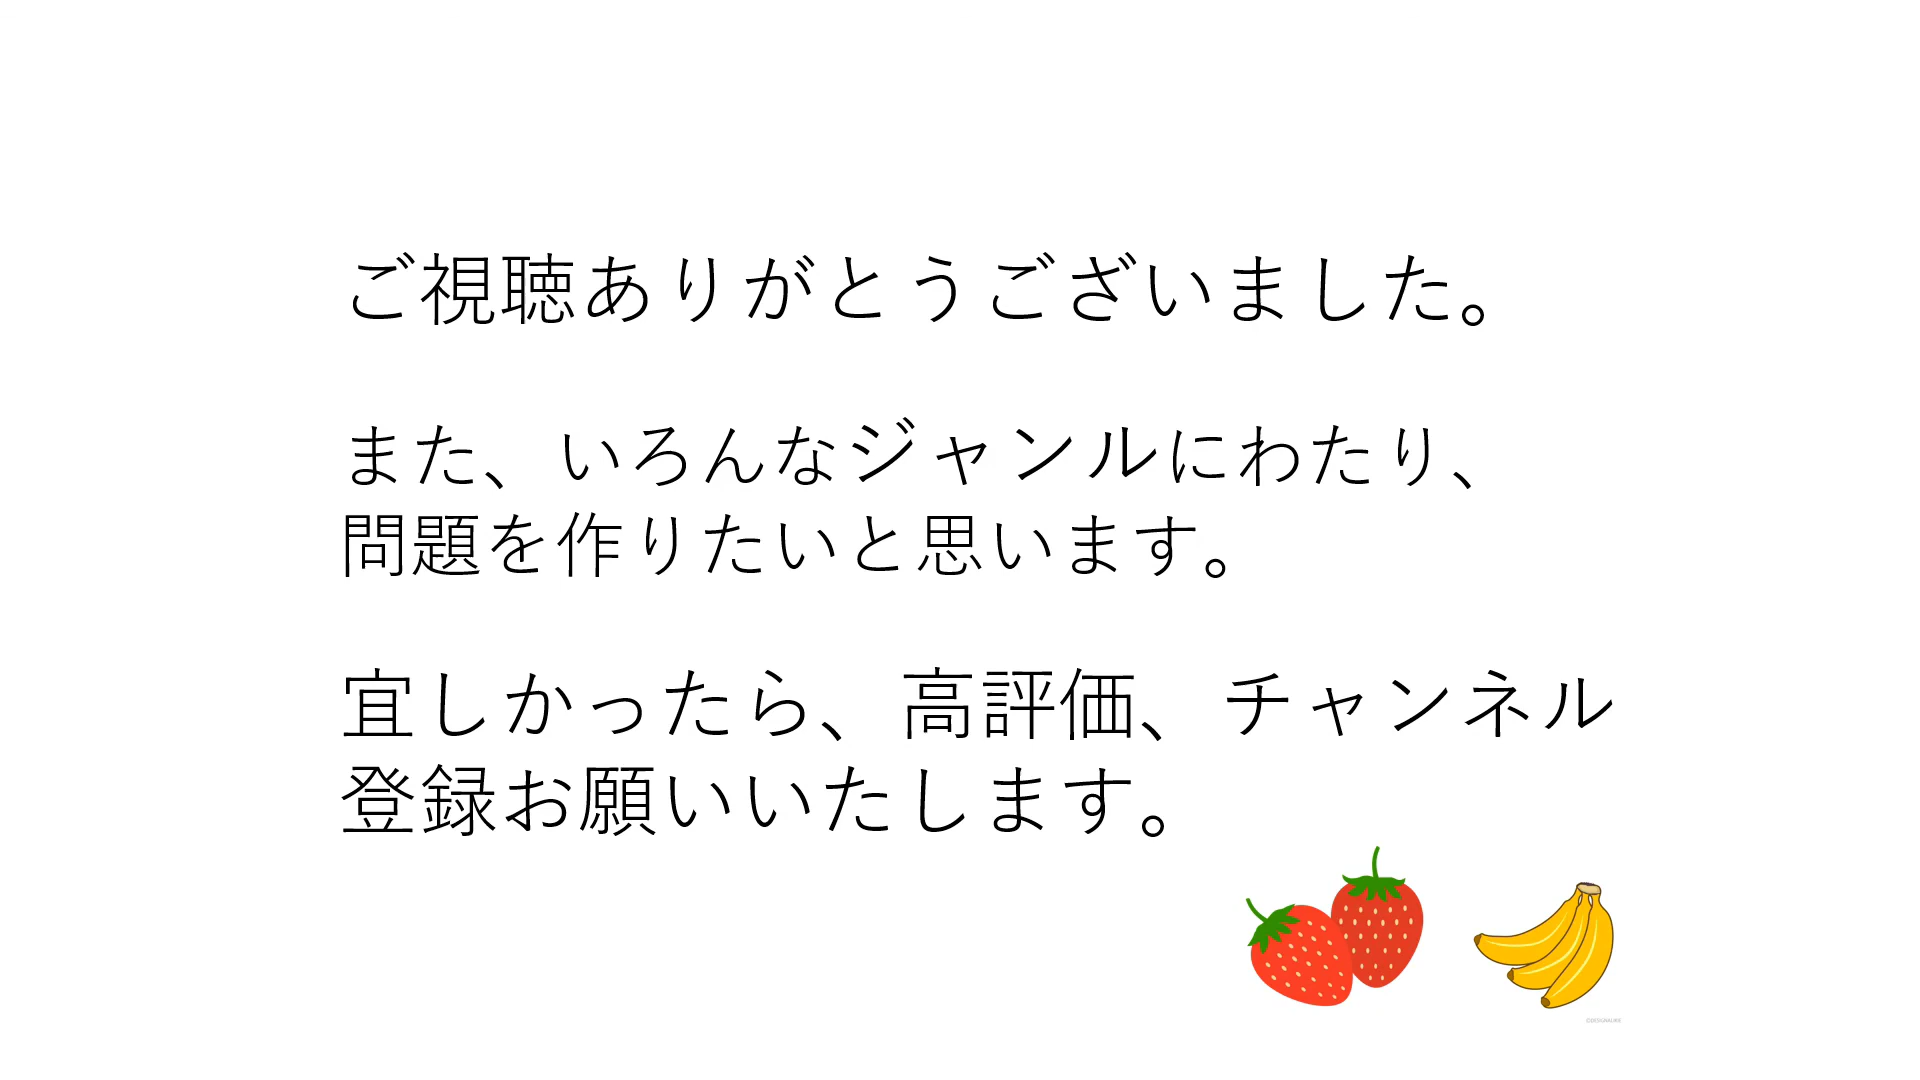 ご視聴ありがとうございました。
また、いろんなジャンルにわたり、
問題を作りたいと思います。
宜しかったら、高評価、チャンネル
登録お願いいたします。